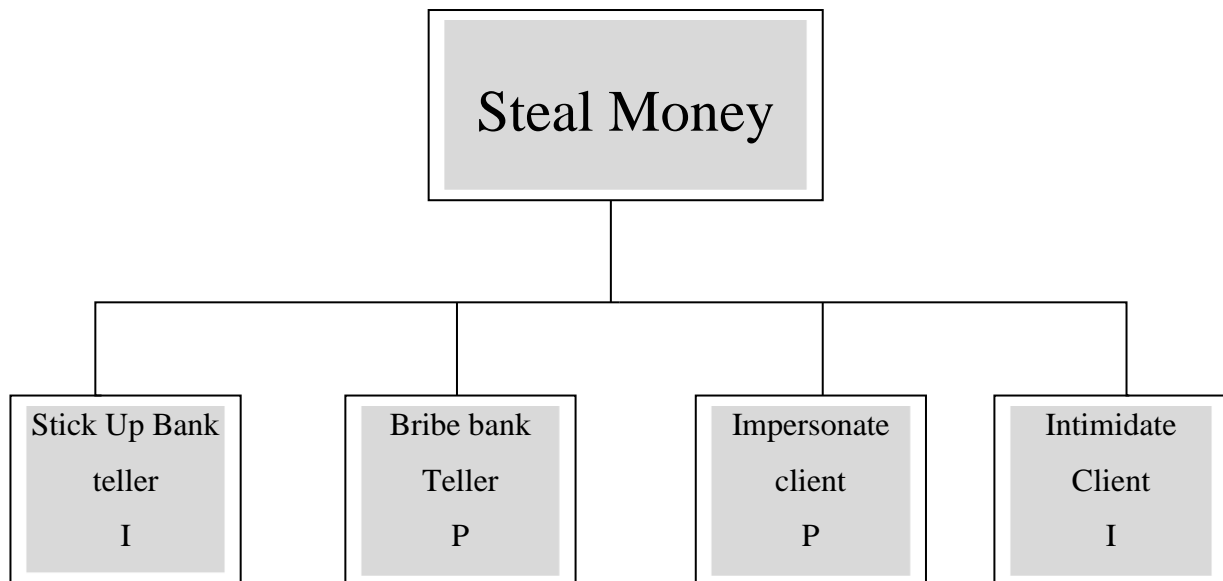 Steal Money
Stick Up Bank
teller
I
Bribe bank
Teller
P
Impersonate
client
P
Intimidate
Client
I